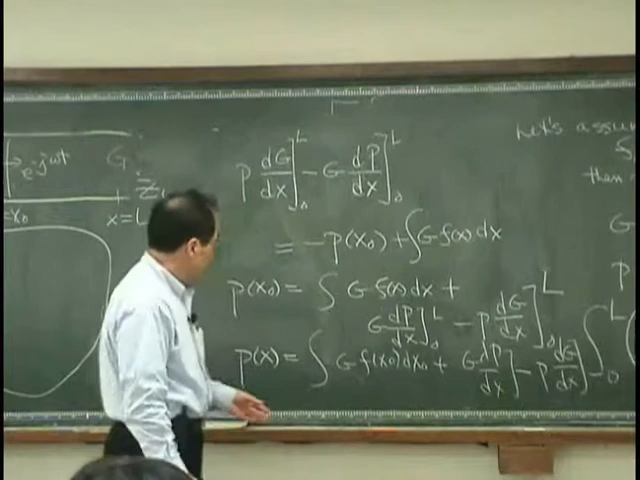 → e^-jωt
G
Z
x=x₀
x=L
P dG/dx]₀^L − G dP/dx]₀^L
= −P(x₀) + ∫Gf(x)dx
P(x₀) = ∫ G f(x)dx +
G dP/dx]₀^L − P dG/dx]₀^L
P(x) = ∫ G f(x₀)dx₀ + G dP/dx] − P dG/dx]₀^L
Let's assu
then
G
P